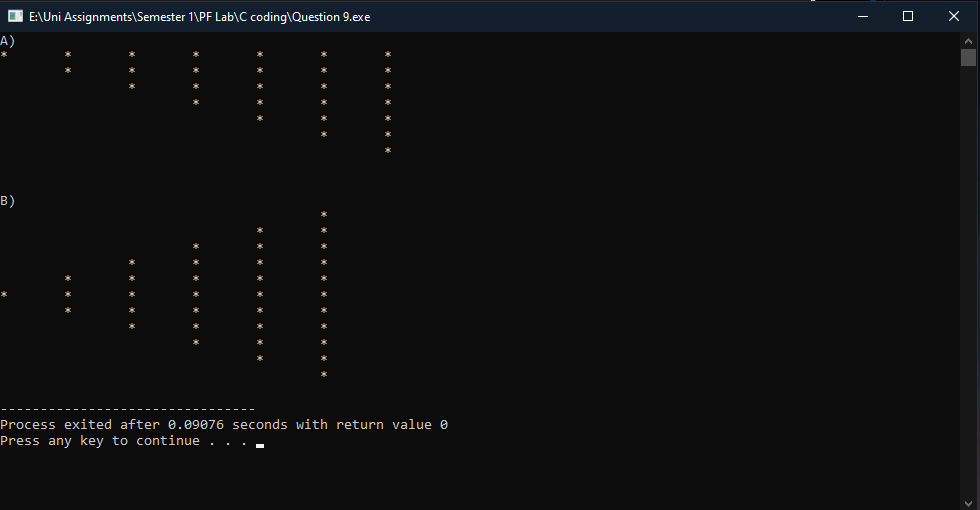 E:\Uni Assignments\Semester 1\PF Lab\C coding\Question 9.exe
A)
*       *       *       *       *       *       *
        *       *       *       *       *       *
                *       *       *       *       *
                        *       *       *       *
                                *       *       *
                                        *       *
                                                *
B)
                                        *
                                *       *
                        *       *       *
                *       *       *       *
        *       *       *       *       *
*       *       *       *       *       *
        *       *       *       *       *
                *       *       *       *
                        *       *       *
                                *       *
                                        *
--------------------------------
Process exited after 0.09076 seconds with return value 0
Press any key to continue . . .